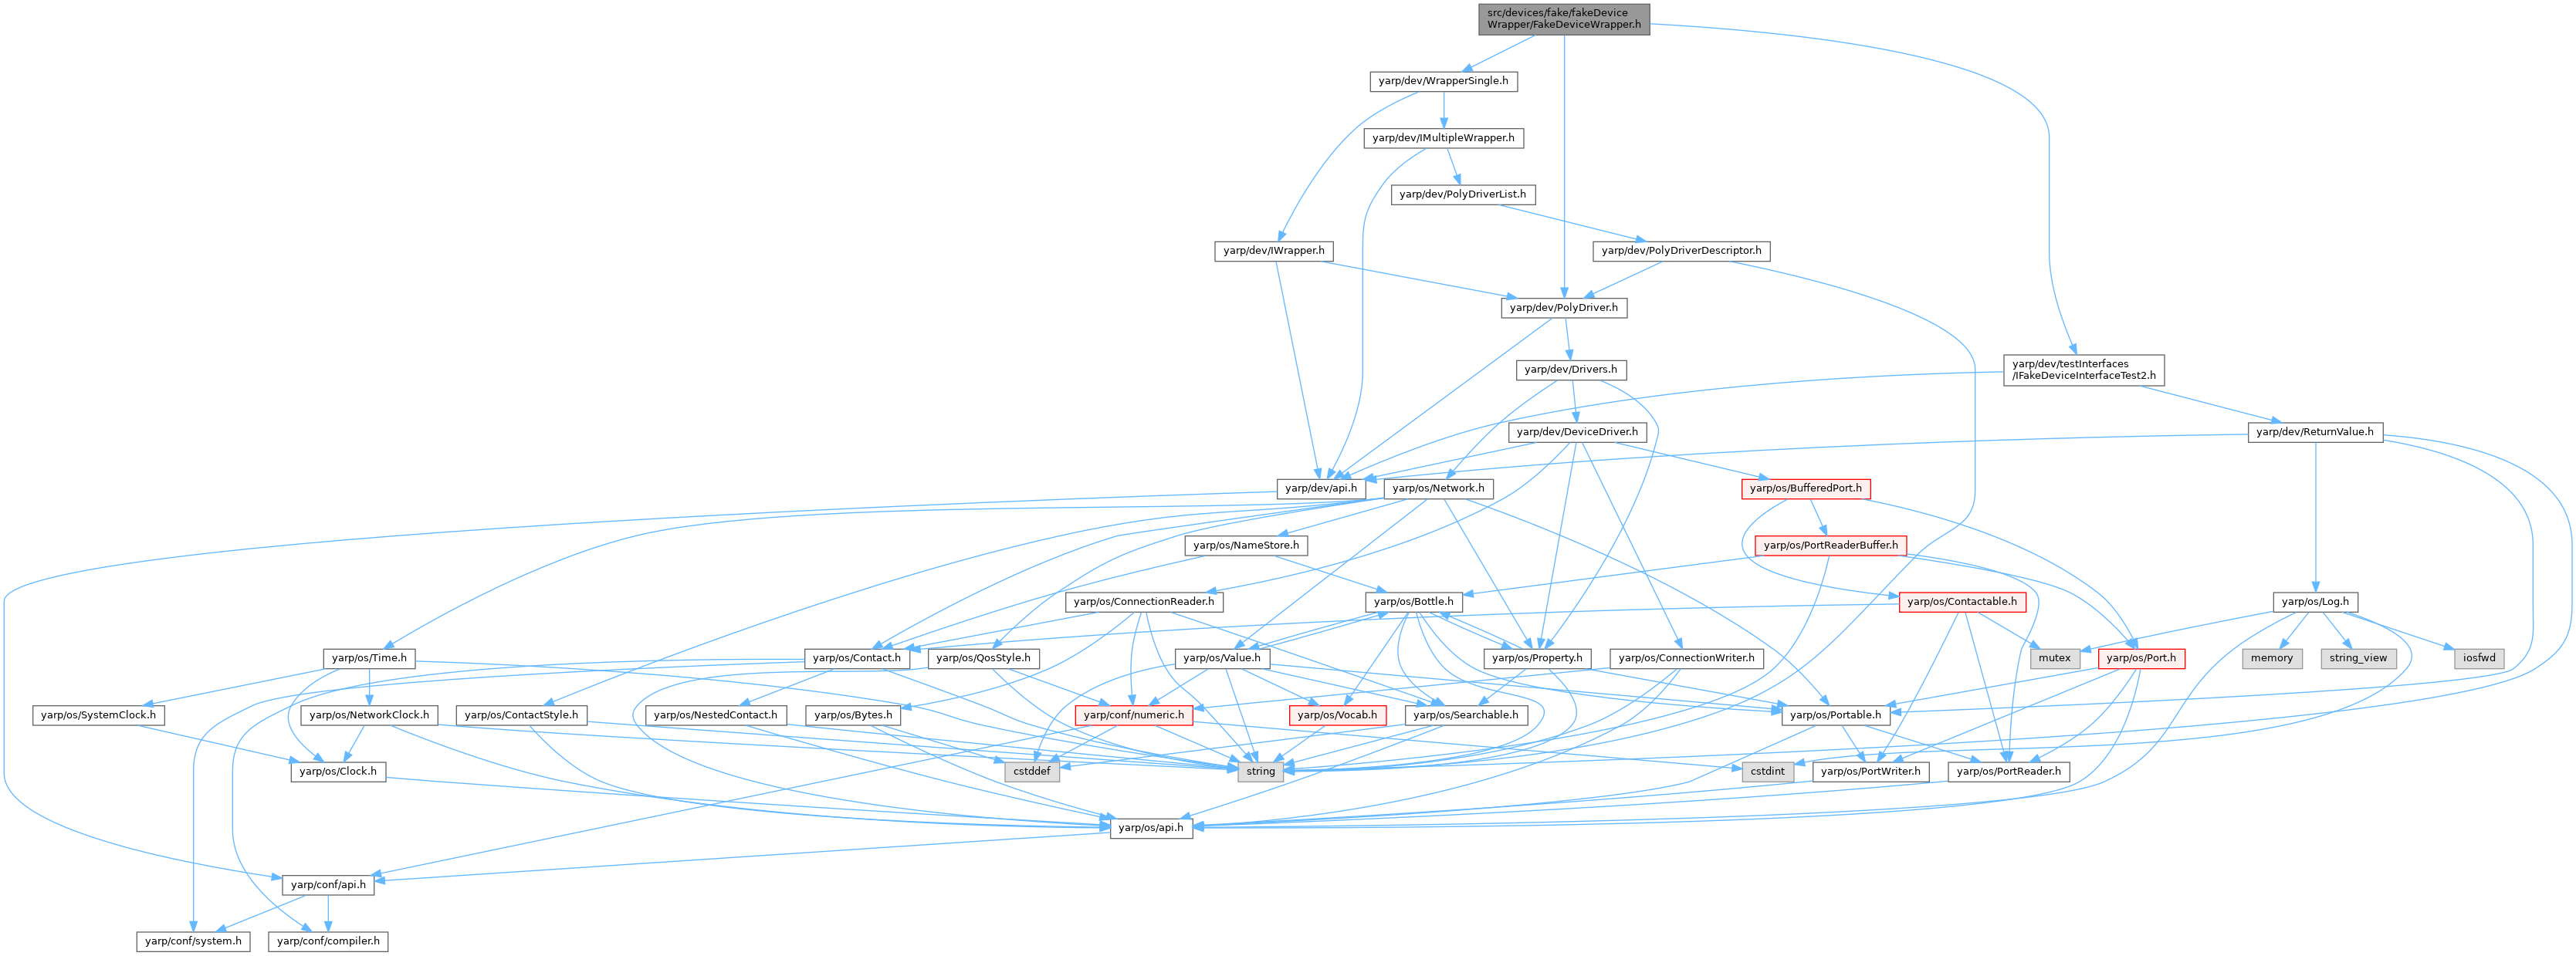 src/devices/fake/fakeDevice
Wrapper/FakeDeviceWrapper.h
yarp/dev/WrapperSingle.h
yarp/dev/IMultipleWrapper.h
yarp/dev/PolyDriverList.h
yarp/dev/IWrapper.h
yarp/dev/PolyDriverDescriptor.h
yarp/dev/PolyDriver.h
yarp/dev/Drivers.h
yarp/dev/testInterfaces
/IFakeDeviceInterfaceTest2.h
yarp/dev/DeviceDriver.h
yarp/dev/ReturnValue.h
yarp/dev/api.h
yarp/os/Network.h
yarp/os/BufferedPort.h
yarp/os/NameStore.h
yarp/os/PortReaderBuffer.h
yarp/os/ConnectionReader.h
yarp/os/Bottle.h
yarp/os/Contactable.h
yarp/os/Log.h
yarp/os/Time.h
yarp/os/Contact.h
yarp/os/QosStyle.h
yarp/os/Value.h
yarp/os/Property.h
yarp/os/ConnectionWriter.h
mutex
yarp/os/Port.h
memory
string_view
iosfwd
yarp/os/SystemClock.h
yarp/os/NetworkClock.h
yarp/os/ContactStyle.h
yarp/os/NestedContact.h
yarp/os/Bytes.h
yarp/conf/numeric.h
yarp/os/Vocab.h
yarp/os/Searchable.h
yarp/os/Portable.h
yarp/os/Clock.h
cstddef
string
cstdint
yarp/os/PortWriter.h
yarp/os/PortReader.h
yarp/os/api.h
yarp/conf/api.h
yarp/conf/system.h
yarp/conf/compiler.h